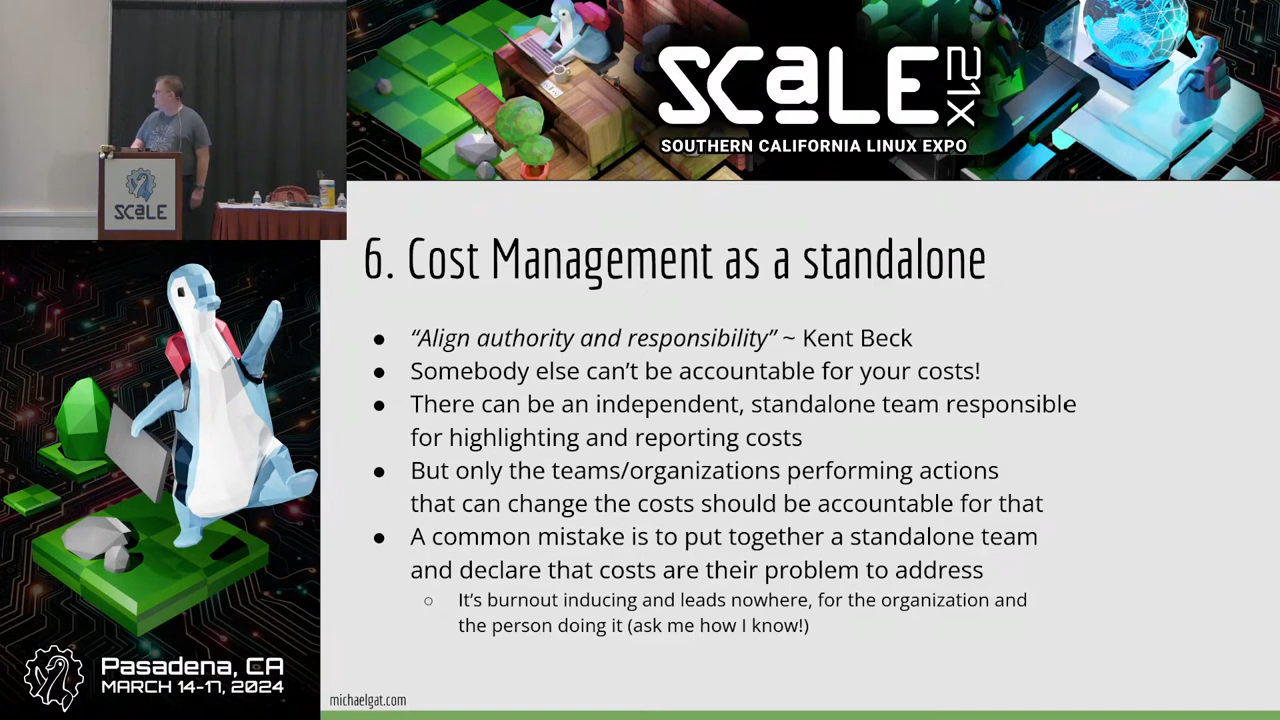 SCaLE 21x
SOUTHERN CALIFORNIA LINUX EXPO
SCaLE
6. Cost Management as a standalone
● “Align authority and responsibility” ~ Kent Beck
● Somebody else can’t be accountable for your costs!
● There can be an independent, standalone team responsible
for highlighting and reporting costs
● But only the teams/organizations performing actions
that can change the costs should be accountable for that
● A common mistake is to put together a standalone team
and declare that costs are their problem to address
○ It’s burnout inducing and leads nowhere, for the organization and
the person doing it (ask me how I know!)
Pasadena, CA
MARCH 14-17, 2024
michaelgat.com